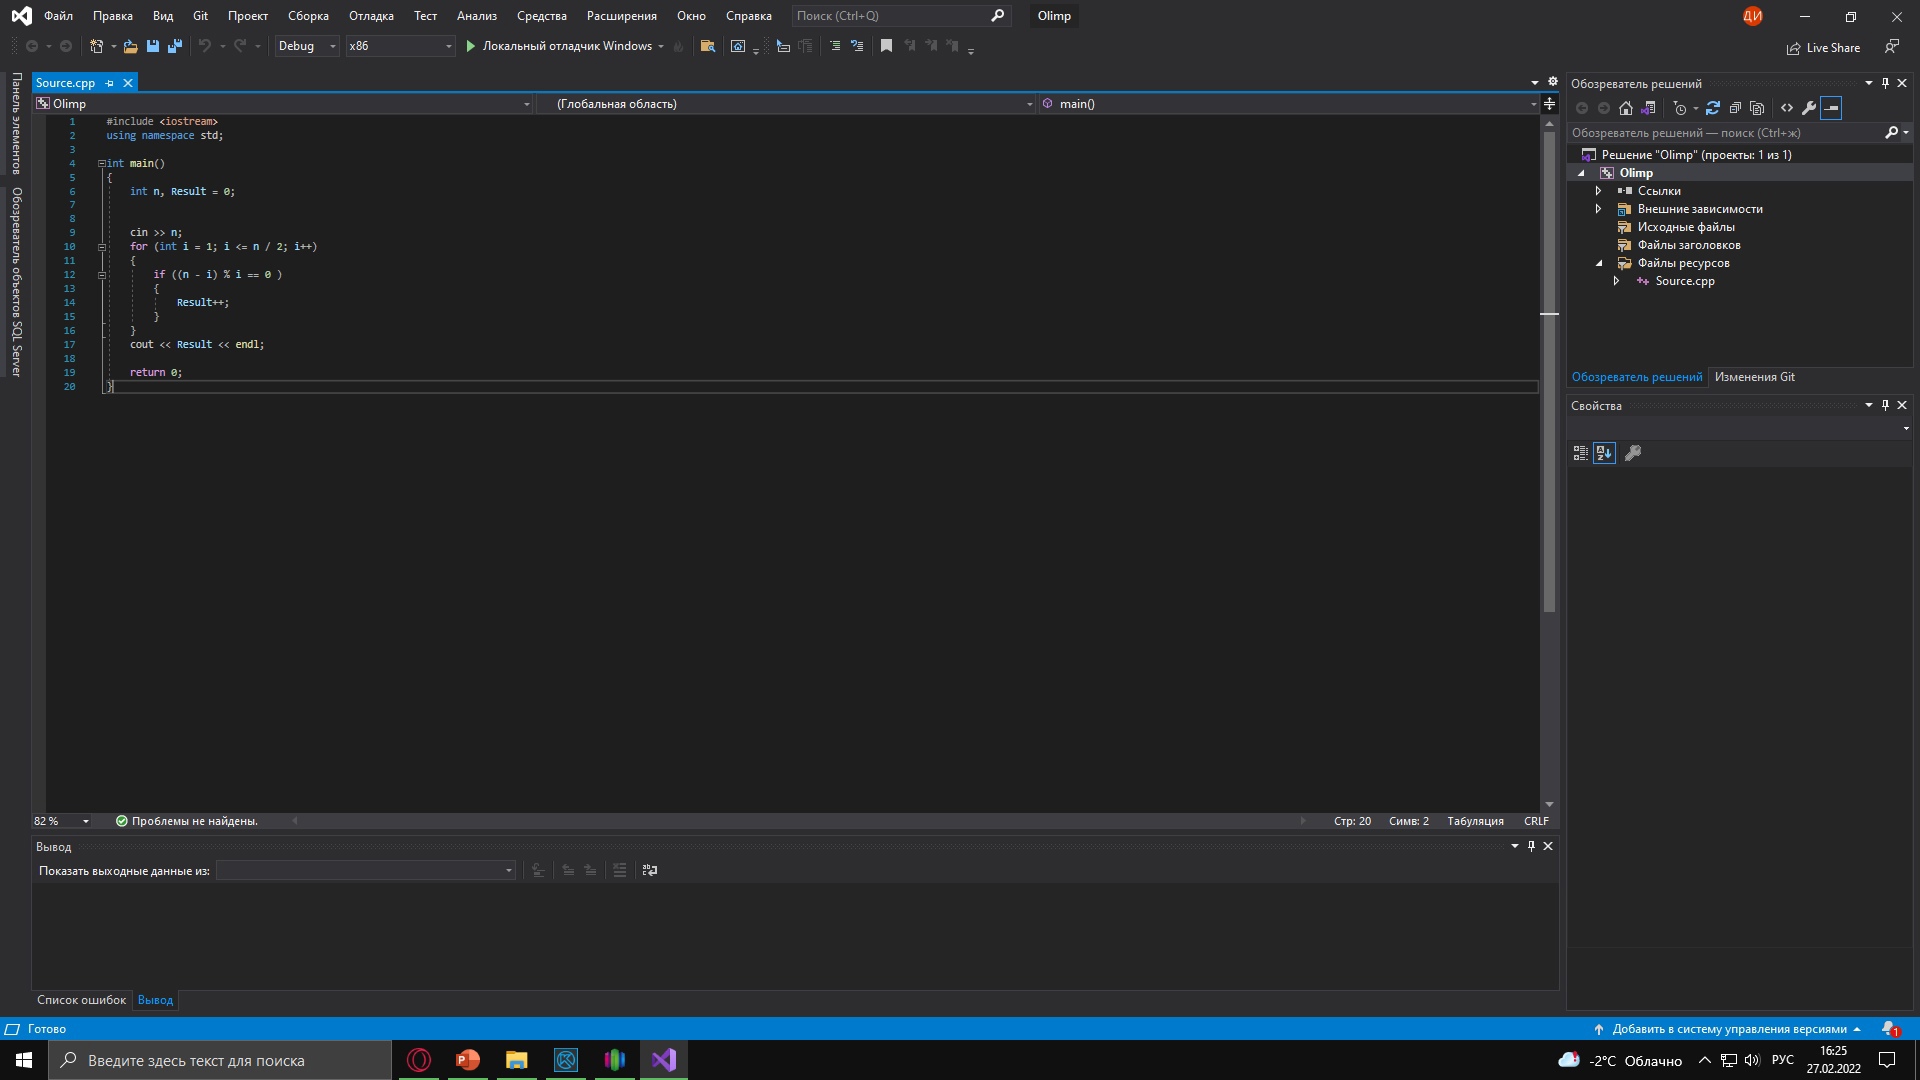 Файл Правка Вид Git Проект Сборка Отладка Тест Анализ Средства Расширения Окно Справка Поиск (Ctrl+Q) Olimp ДИ
Debug x86 Локальный отладчик Windows Live Share
Панель элементов
Обозреватель объектов SQL Server
Source.cpp
Olimp (Глобальная область) main()
1 #include <iostream>
2 using namespace std;
3
4 int main()
5 {
6 int n, Result = 0;
7
8
9 cin >> n;
10 for (int i = 1; i <= n / 2; i++)
11 {
12 if ((n - i) % i == 0 )
13 {
14 Result++;
15 }
16 }
17 cout << Result << endl;
18
19 return 0;
20 }
82 % Проблемы не найдены. Стр: 20 Симв: 2 Табуляция CRLF
Вывод
Показать выходные данные из:
Список ошибок Вывод
Обозреватель решений
Обозреватель решений — поиск (Ctrl+ж)
Решение "Olimp" (проекты: 1 из 1)
Olimp
Ссылки
Внешние зависимости
Исходные файлы
Файлы заголовков
Файлы ресурсов
Source.cpp
Обозреватель решений Изменения Git
Свойства
Готово Добавить в систему управления версиями 1
Введите здесь текст для поиска -2°C Облачно РУС 16:25
27.02.2022